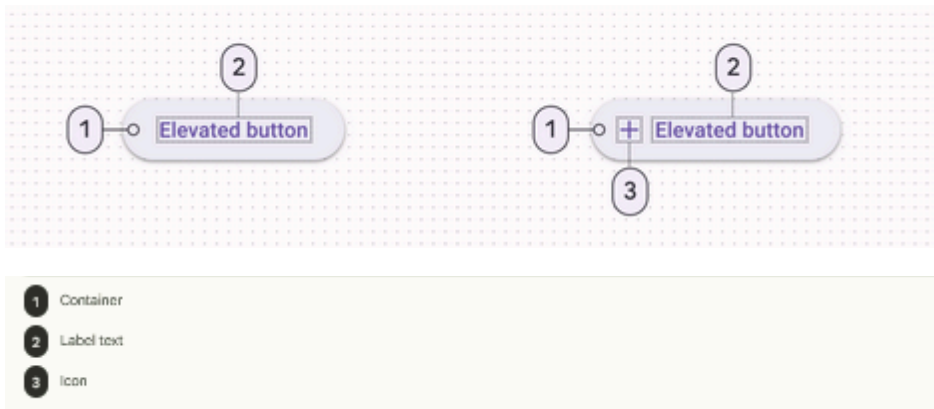 2 2
1 Elevated button 1 + Elevated button
3
1 Container
2 Label text
3 Icon